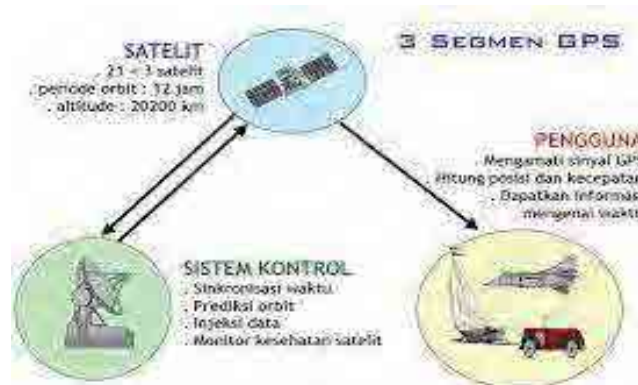 3 SEGMEN GPS
SATELIT
. 21 + 3 satelit
. periode orbit : 12 jam
. altitude : 20200 km
PENGGUNA
. Mengamati sinyal GPS
. Hitung posisi dan kecepatan
. Dapatkan informasi
mengenai waktu
SISTEM KONTROL
. Sinkronisasi waktu
. Prediksi orbit
. Injeksi data
. Monitor kesehatan satelit